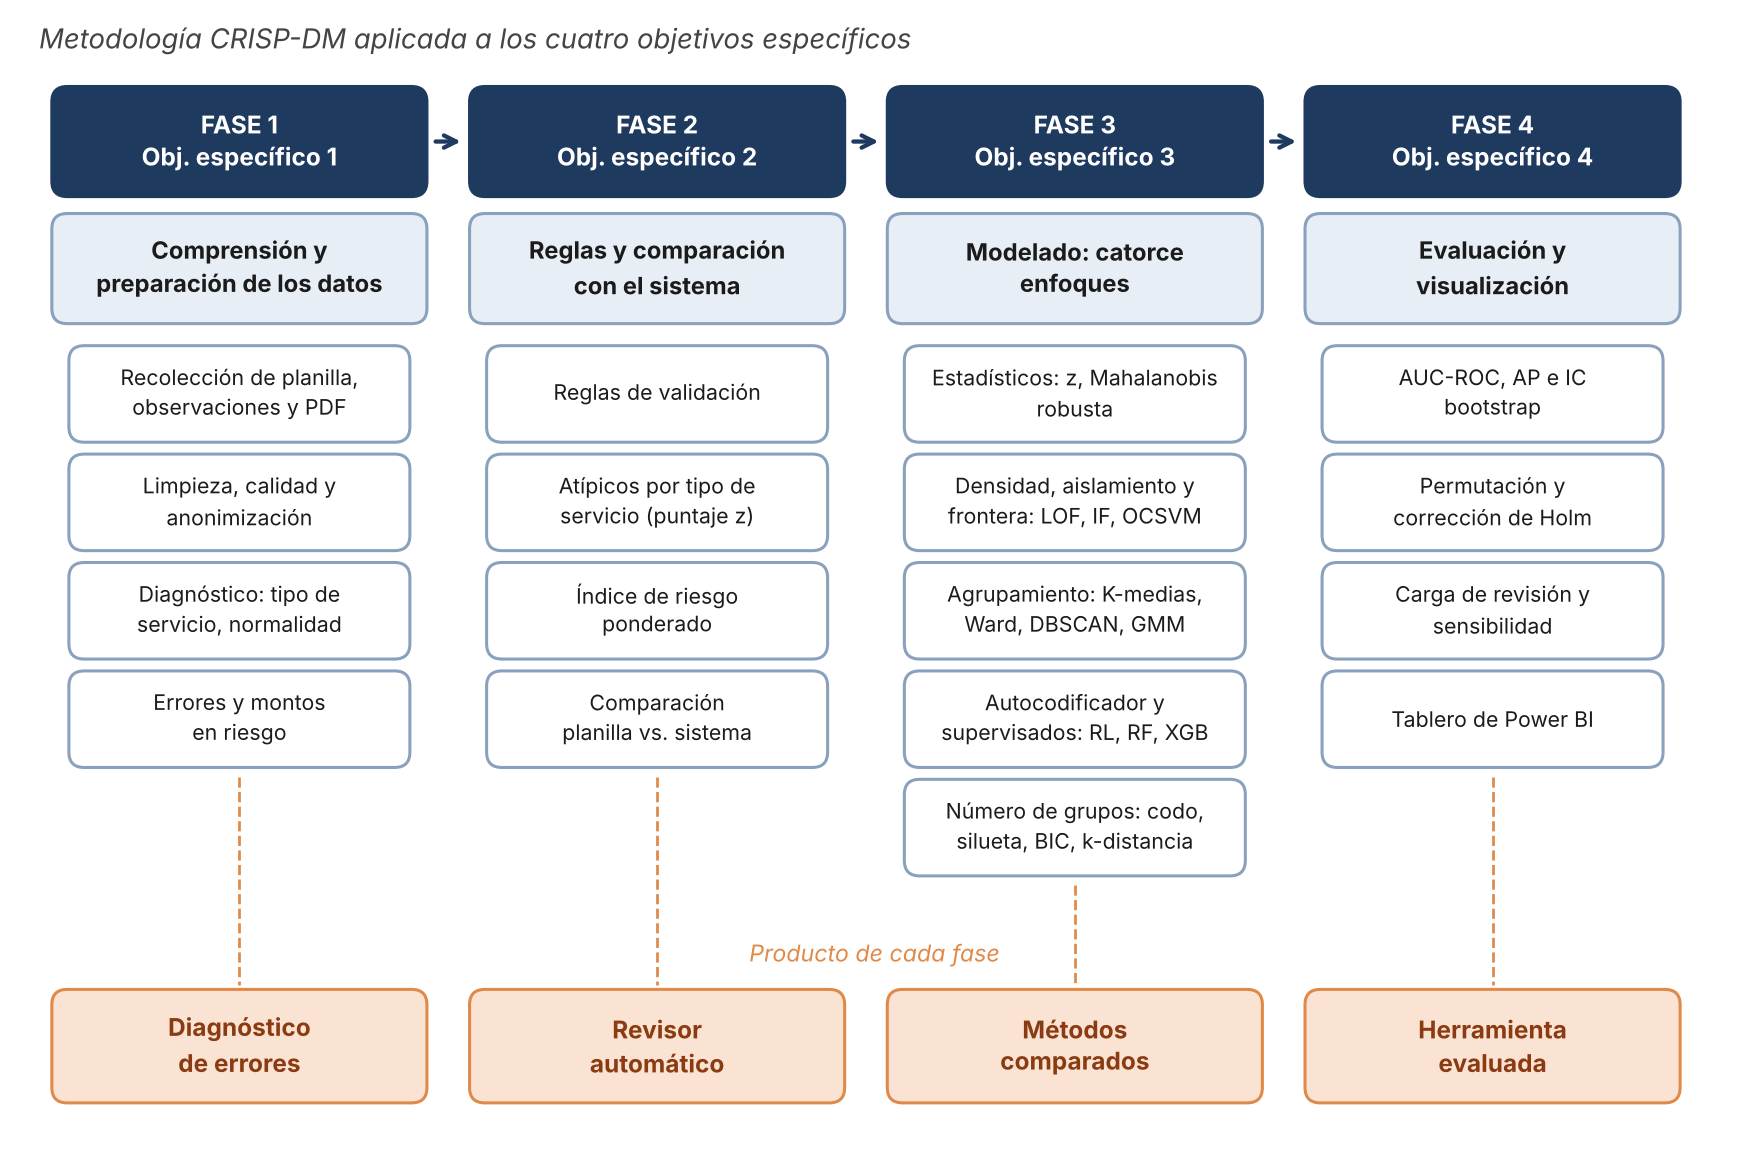 Metodología CRISP-DM aplicada a los cuatro objetivos específicos
FASE 1
Obj. específico 1
Comprensión y
preparación de los datos
Recolección de planilla,
observaciones y PDF
Limpieza, calidad y
anonimización
Diagnóstico: tipo de
servicio, normalidad
Errores y montos
en riesgo
FASE 2
Obj. específico 2
Reglas y comparación
con el sistema
Reglas de validación
Atípicos por tipo de
servicio (puntaje z)
Índice de riesgo
ponderado
Comparación
planilla vs. sistema
FASE 3
Obj. específico 3
Modelado: catorce
enfoques
Estadísticos: z, Mahalanobis
robusta
Densidad, aislamiento y
frontera: LOF, IF, OCSVM
Agrupamiento: K-medias,
Ward, DBSCAN, GMM
Autocodificador y
supervisados: RL, RF, XGB
Número de grupos: codo,
silueta, BIC, k-distancia
FASE 4
Obj. específico 4
Evaluación y
visualización
AUC-ROC, AP e IC
bootstrap
Permutación y
corrección de Holm
Carga de revisión y
sensibilidad
Tablero de Power BI
Producto de cada fase
Diagnóstico
de errores
Revisor
automático
Métodos
comparados
Herramienta
evaluada